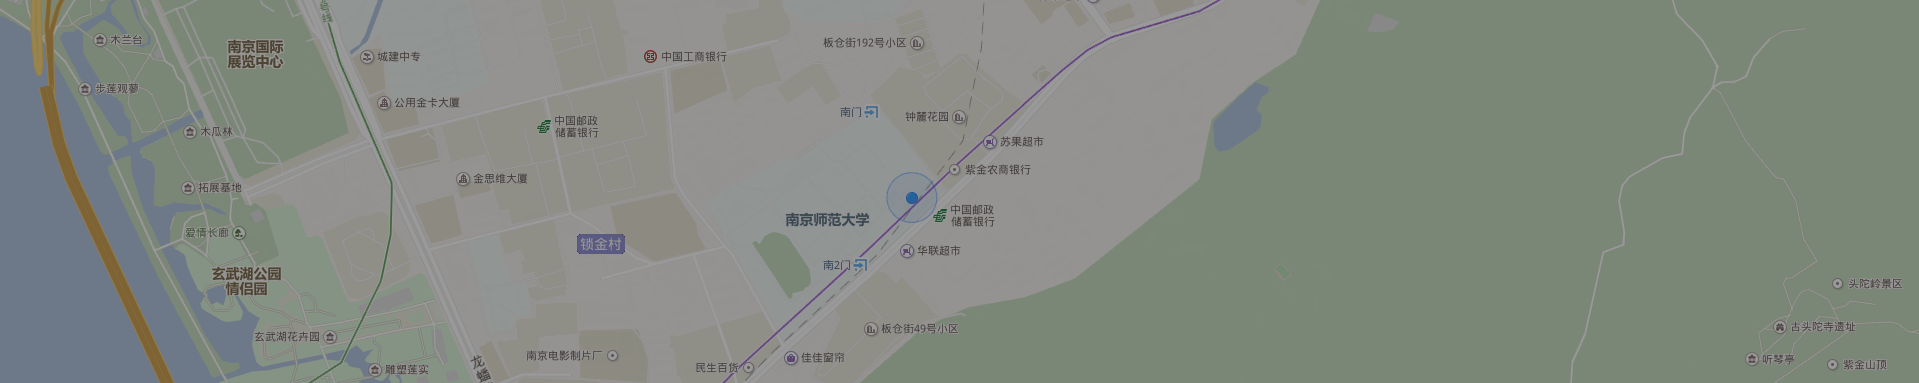 号线
木兰台
南京国际
展览中心
城建中专
中国工商银行
板仓街192号小区
步莲观蓼
公用金卡大厦
南门
钟麓花园
中国邮政
储蓄银行
木瓜林
苏果超市
紫金农商银行
金思维大厦
拓展基地
中国邮政
储蓄银行
南京师范大学
爱情长廊
锁金村
华联超市
南2门
玄武湖公园
情侣园
头陀岭景区
古头陀寺遗址
板仓街49号小区
玄武湖花卉园
南京电影制片厂
佳佳窗帘
听琴亭
紫金山顶
民生百货
雕塑莲实
龙蟠